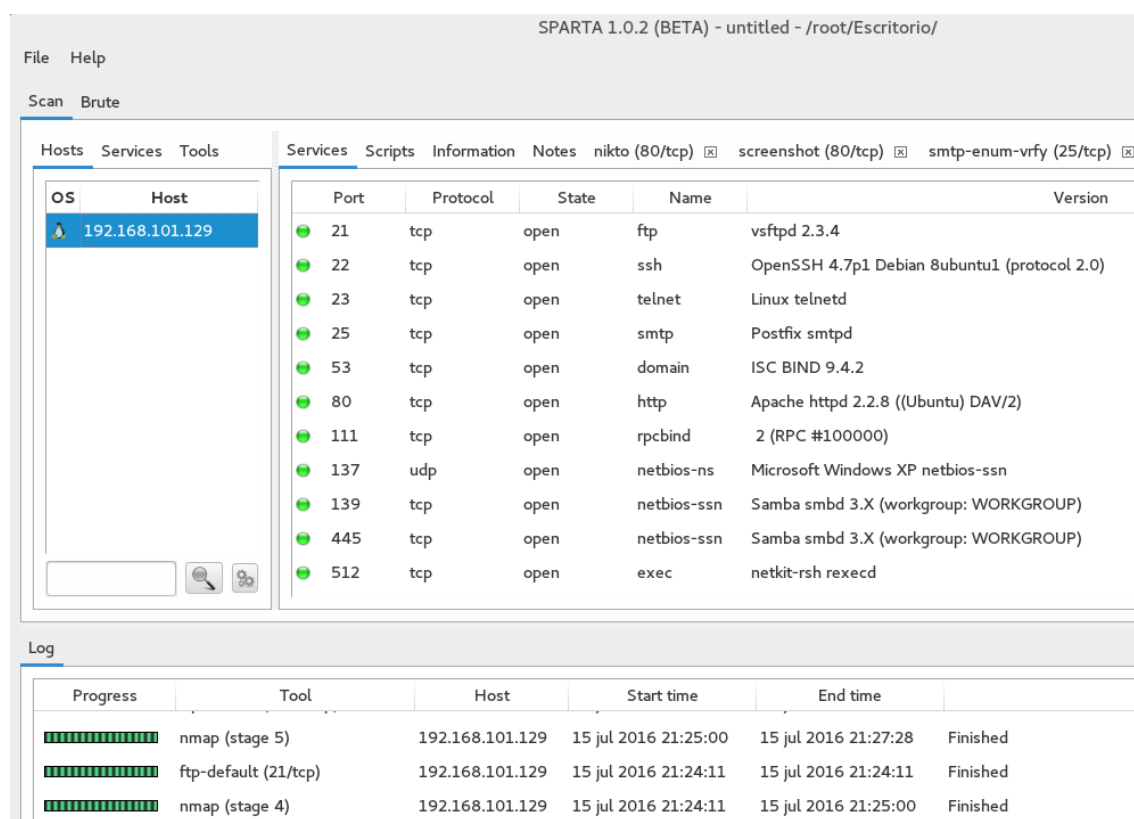 SPARTA 1.0.2 (BETA) - untitled - /root/Escritorio/
File Help
Scan Brute
Hosts Services Tools
OS Host
192.168.101.129
Services Scripts Information Notes nikto (80/tcp) screenshot (80/tcp) smtp-enum-vrfy (25/tcp)
Port Protocol State Name Version
21 tcp open ftp vsftpd 2.3.4
22 tcp open ssh OpenSSH 4.7p1 Debian 8ubuntu1 (protocol 2.0)
23 tcp open telnet Linux telnetd
25 tcp open smtp Postfix smtpd
53 tcp open domain ISC BIND 9.4.2
80 tcp open http Apache httpd 2.2.8 ((Ubuntu) DAV/2)
111 tcp open rpcbind 2 (RPC #100000)
137 udp open netbios-ns Microsoft Windows XP netbios-ssn
139 tcp open netbios-ssn Samba smbd 3.X (workgroup: WORKGROUP)
445 tcp open netbios-ssn Samba smbd 3.X (workgroup: WORKGROUP)
512 tcp open exec netkit-rsh rexecd
Log
Progress Tool Host Start time End time
nmap (stage 5) 192.168.101.129 15 jul 2016 21:25:00 15 jul 2016 21:27:28 Finished
ftp-default (21/tcp) 192.168.101.129 15 jul 2016 21:24:11 15 jul 2016 21:24:11 Finished
nmap (stage 4) 192.168.101.129 15 jul 2016 21:24:11 15 jul 2016 21:25:00 Finished